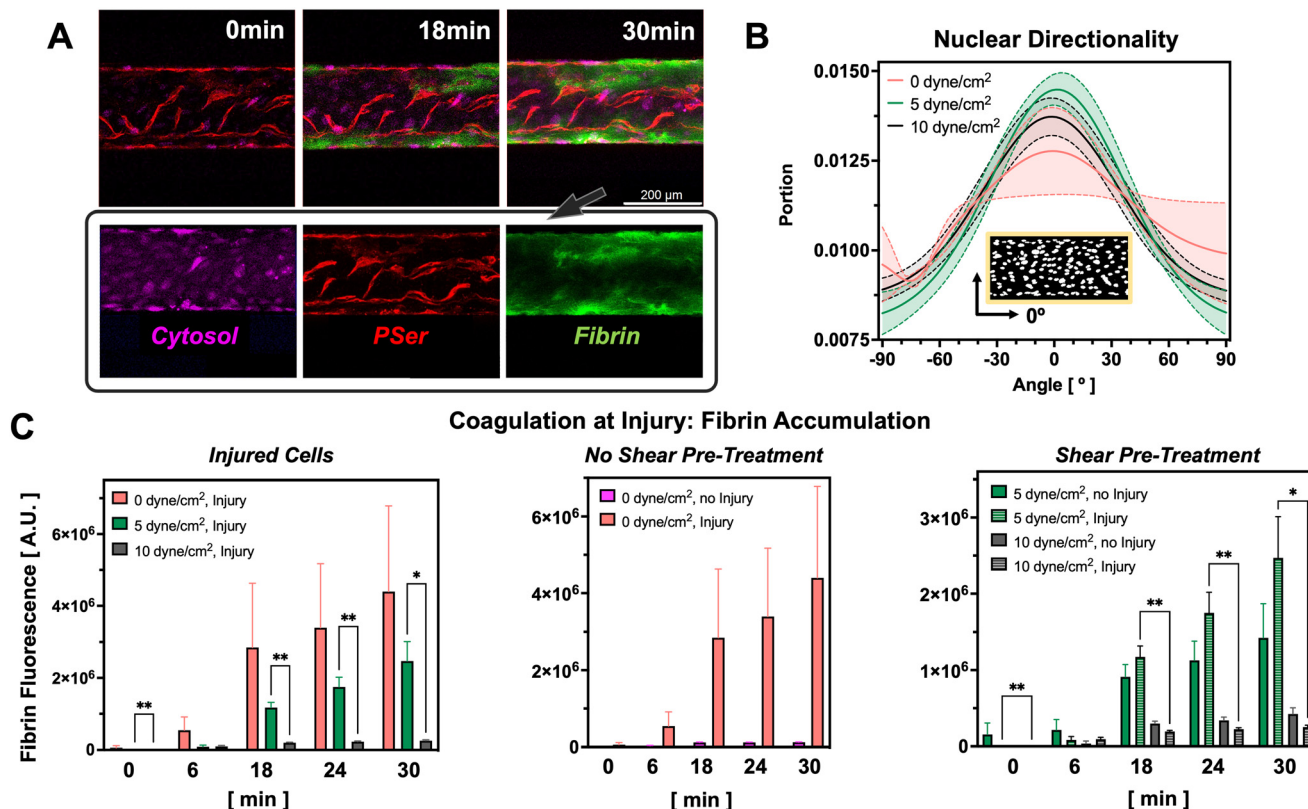 A
0min
18min
30min
200 µm
Cytosol
PSer
Fibrin
B
Nuclear Directionality
0 dyne/cm²
5 dyne/cm²
10 dyne/cm²
0.0150
0.0125
0.0100
0.0075
Portion
0º
-90 -60 -30 0 30 60 90
Angle [ º ]
C
Coagulation at Injury: Fibrin Accumulation
Injured Cells
0 dyne/cm², Injury
5 dyne/cm², Injury
10 dyne/cm², Injury
Fibrin Fluorescence [ A.U. ]
6×10⁶
4×10⁶
2×10⁶
0
** ** ** *
0 6 18 24 30
[ min ]
No Shear Pre-Treatment
0 dyne/cm², no Injury
0 dyne/cm², Injury
6×10⁶
4×10⁶
2×10⁶
0
0 6 18 24 30
[ min ]
Shear Pre-Treatment
5 dyne/cm², no Injury
5 dyne/cm², Injury
10 dyne/cm², no Injury
10 dyne/cm², Injury
3×10⁶
2×10⁶
1×10⁶
0
** ** ** *
0 6 18 24 30
[ min ]